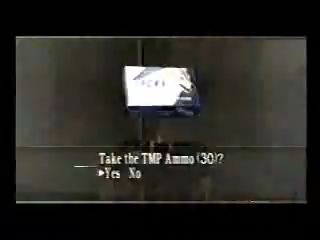 Take the TMP Ammo (30)?
▶Yes No